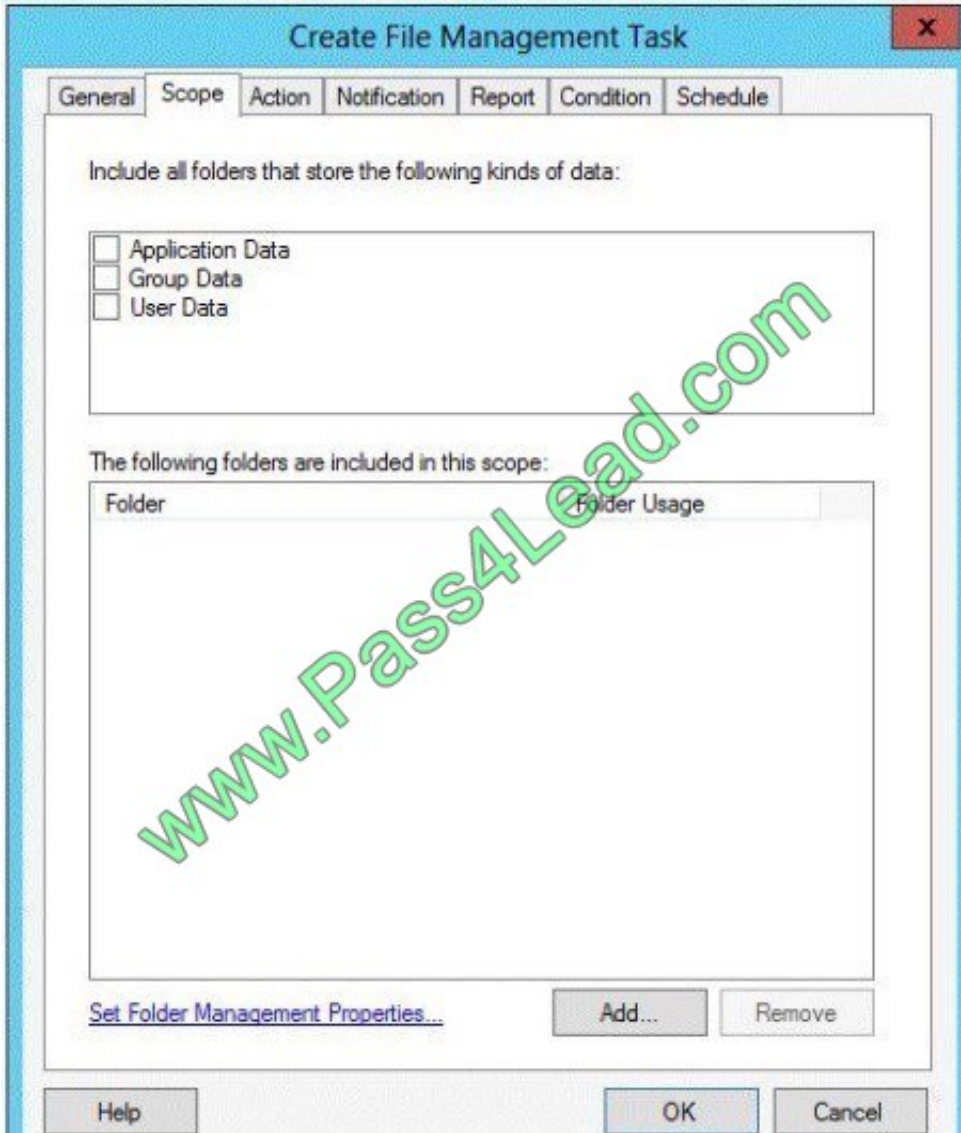 Create File Management Task
x
General Scope Action Notification Report Condition Schedule
Include all folders that store the following kinds of data:
Application Data
Group Data
User Data
The following folders are included in this scope:
Folder Folder Usage
www.Pass4Lead.com
Set Folder Management Properties... Add... Remove
Help OK Cancel